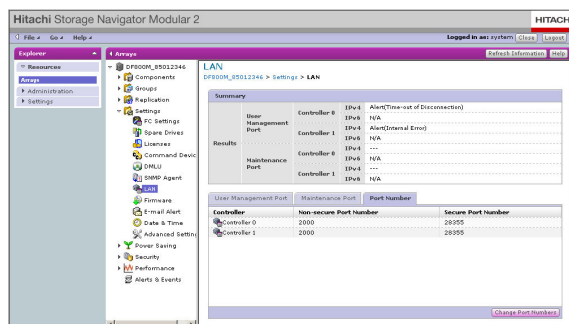 Hitachi Storage Navigator Modular 2
HITACHI
File Go Help
Logged in as: system Close Logout
Explorer
Resources
Arrays
Administration
Settings
Arrays
Refresh Information Help
DF800M_85012346
Components
Groups
Replication
Settings
FC Settings
Spare Drives
Licenses
Command Devic
DMLU
SNMP Agent
LAN
Firmware
E-mail Alert
Date & Time
Advanced Settin
Power Saving
Security
Performance
Alerts & Events
LAN
DF800M_85012346 > Settings > LAN
Summary
Results
User Management Port
Controller 0
IPv4 Alert(Time-out of Disconnection)
IPv6 N/A
Controller 1
IPv4 Alert(Internal Error)
IPv6 N/A
Maintenance Port
Controller 0
IPv4 ---
IPv6 N/A
Controller 1
IPv4 ---
IPv6 N/A
User Management Port Maintenance Port Port Number
Controller Non-secure Port Number Secure Port Number
Controller 0 2000 28355
Controller 1 2000 28355
Change Port Numbers